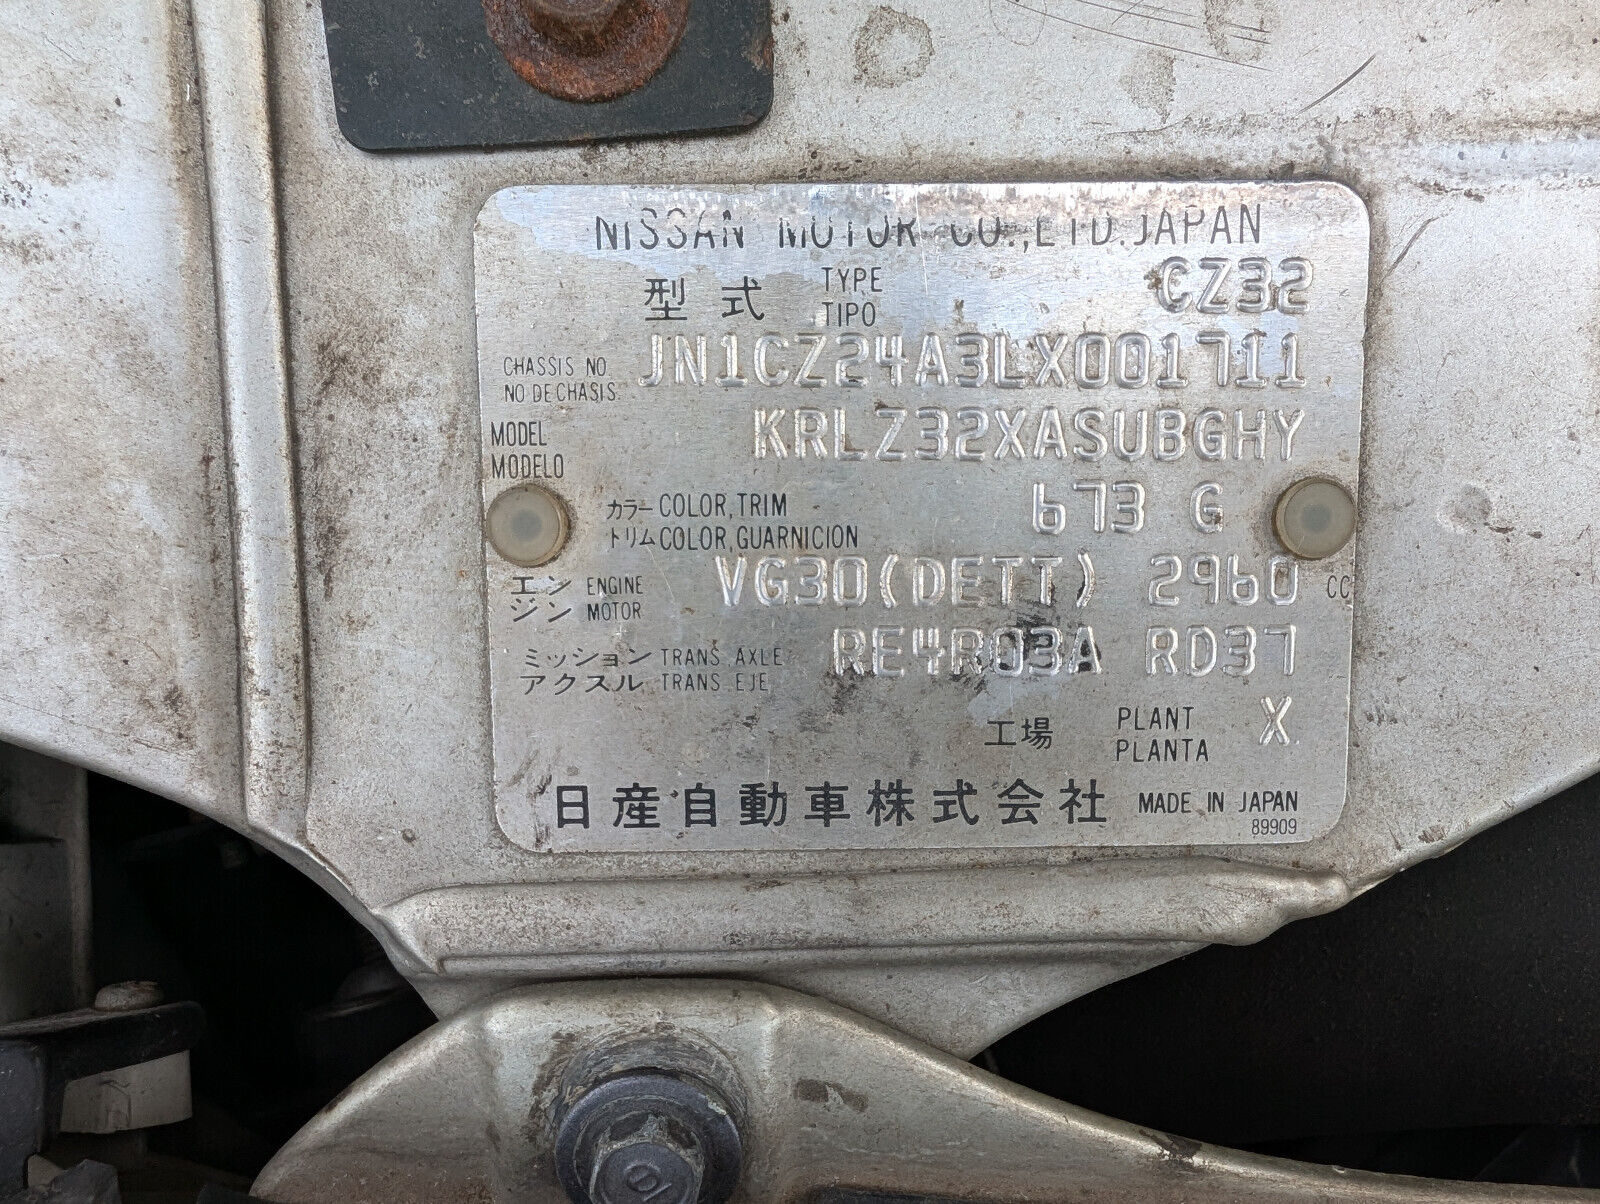 NISSAN MOTOR CO.,LTD.JAPAN
型式 TYPE TIPO CZ32
CHASSIS NO. NO DE CHASIS. JN1CZ24A3LX001711
MODEL MODELO KRLZ32XASUBGHY
カラー COLOR,TRIM 673 G
トリム COLOR,GUARNICION
エンジン ENGINE MOTOR VG30(DETT) 2960 CC
ミッション TRANS. AXLE RE4R03A RD37
アクスル TRANS. EJE
工場 PLANT PLANTA X
日産自動車株式会社 MADE IN JAPAN
89909
9